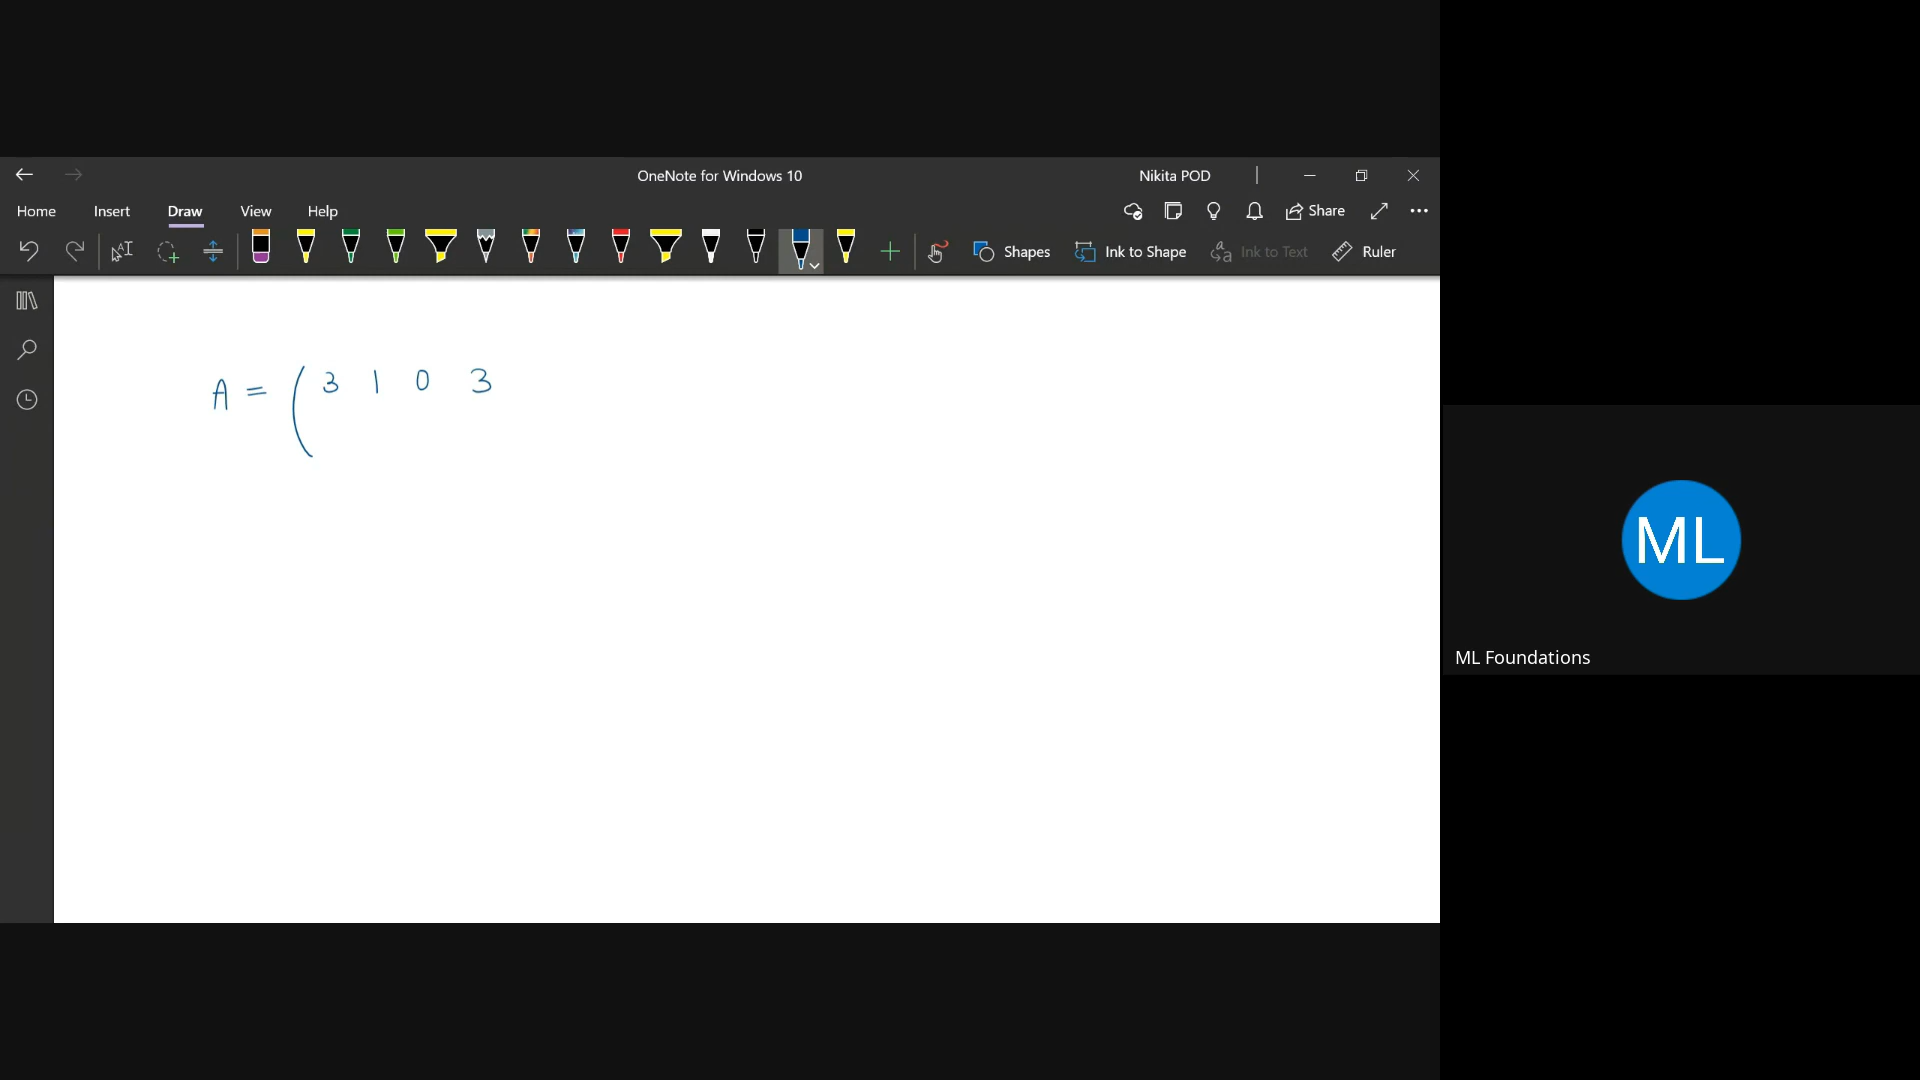 OneNote for Windows 10
Nikita POD
Home Insert Draw View Help
Share
Shapes Ink to Shape Ink to Text Ruler
A = ( 3 1 0 3
ML
ML Foundations